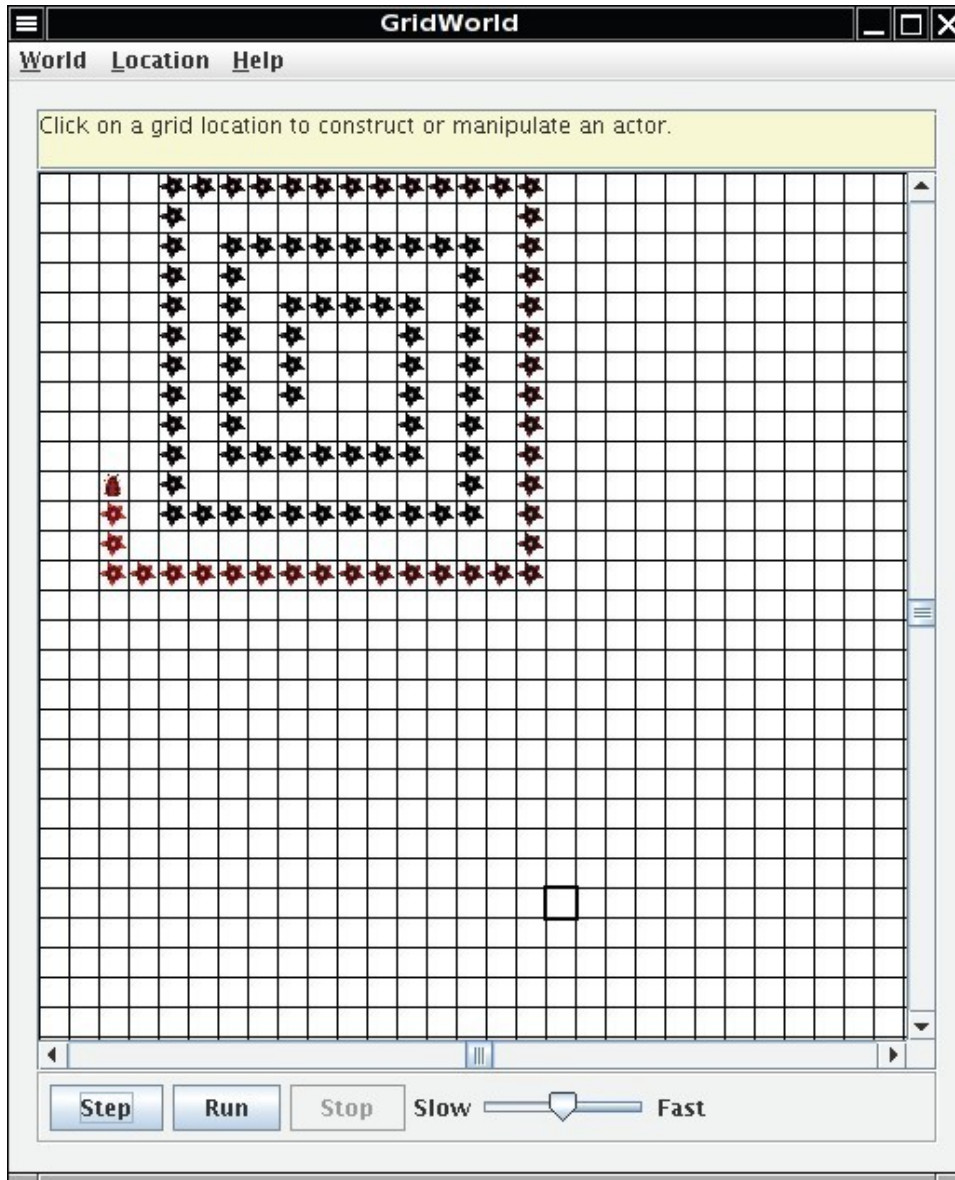 GridWorld
World Location Help
Click on a grid location to construct or manipulate an actor.
Step Run Stop Slow Fast